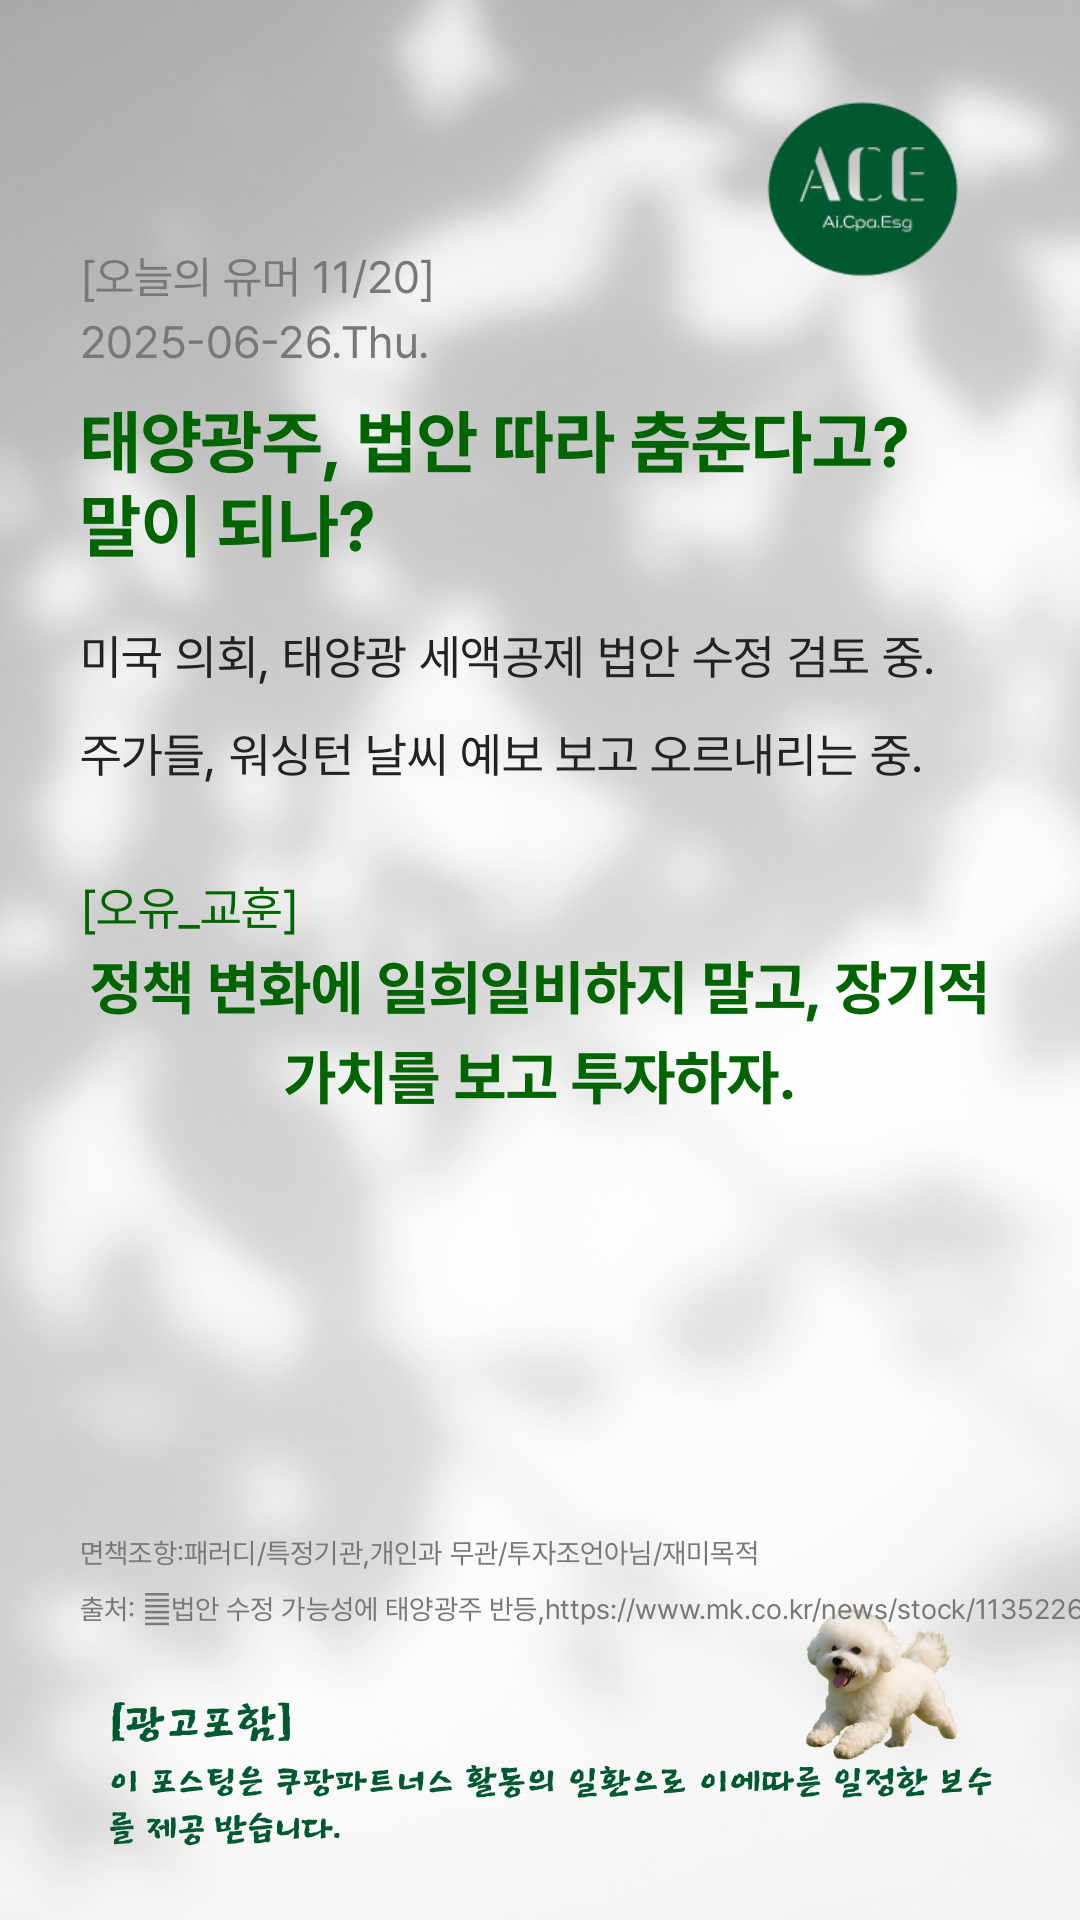 ACE
Ai.Cpa.Esg
[오늘의 유머 11/20]
2025-06-26.Thu.
태양광주, 법안 따라 춤춘다고?
말이 되나?
미국 의회, 태양광 세액공제 법안 수정 검토 중.
주가들, 워싱턴 날씨 예보 보고 오르내리는 중.
[오유_교훈]
정책 변화에 일희일비하지 말고, 장기적
가치를 보고 투자하자.
면책조항:패러디/특정기관,개인과 무관/투자조언아님/재미목적
출처: 법안 수정 가능성에 태양광주 반등,https://www.mk.co.kr/news/stock/1135226
[광고포함]
이 포스팅은 쿠팡파트너스 활동의 일환으로 이에따른 일정한 보수
를 제공 받습니다.